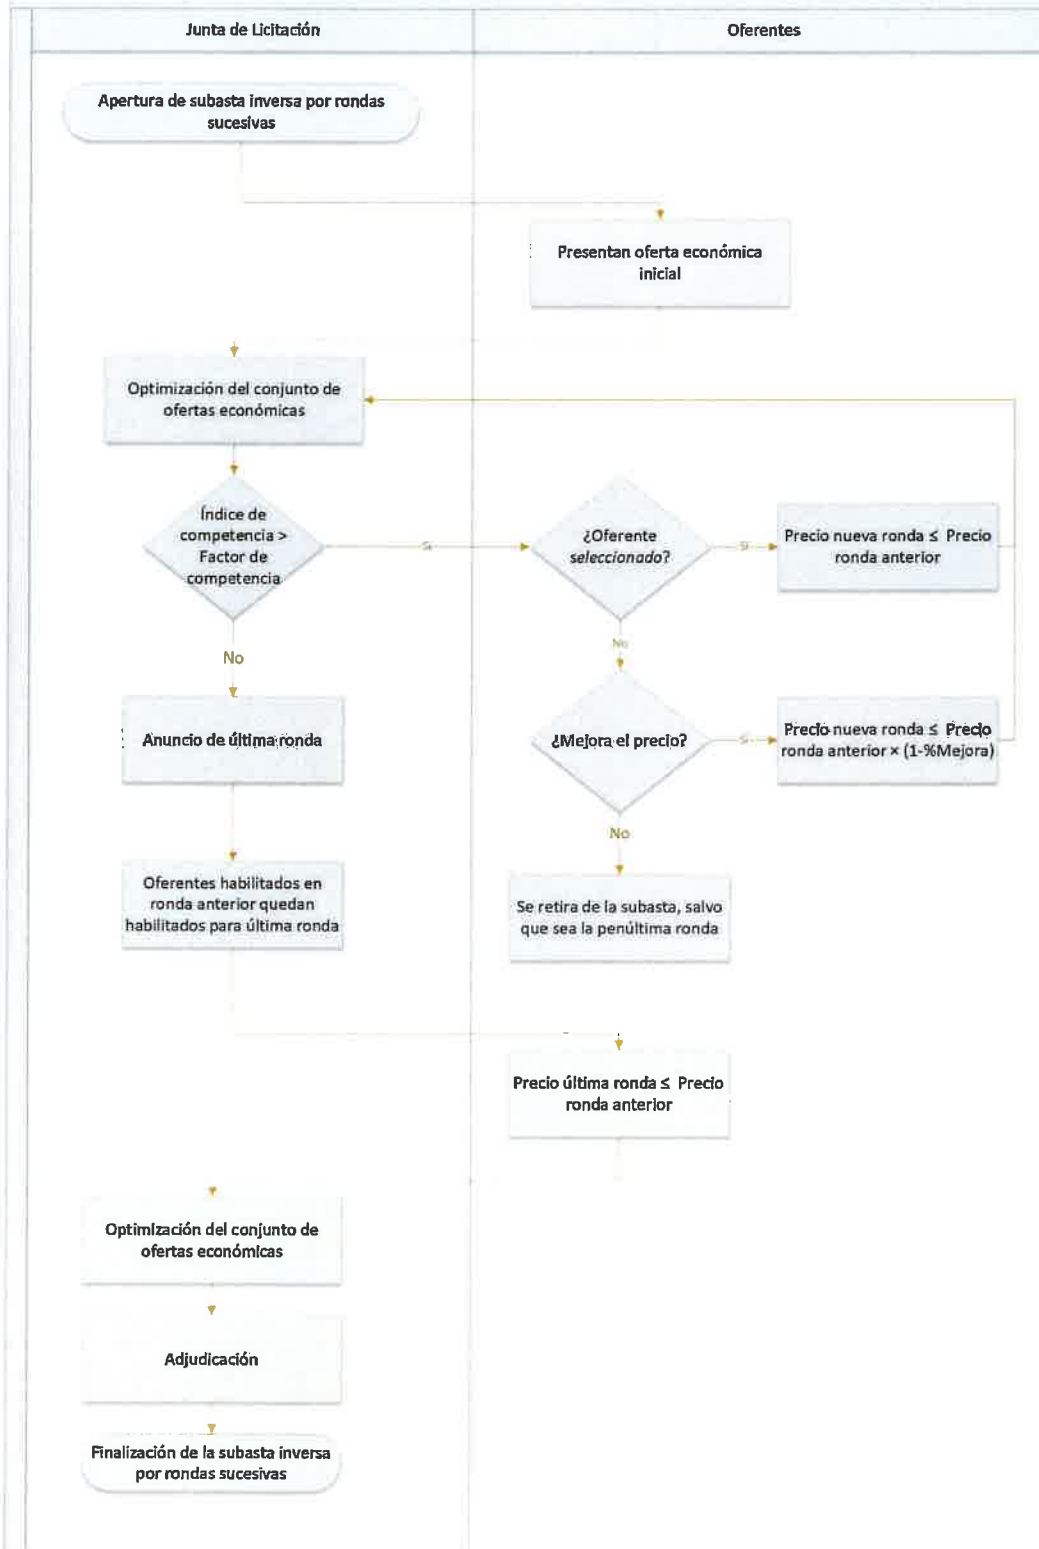 Junta de Licitación
Oferentes
Apertura de subasta inversa por rondas
sucesivas
Presentan oferta económica
inicial
Optimización del conjunto de
ofertas económicas
Índice de
competencia >
Factor de
competencia
Si
¿Oferente
seleccionado?
Si
Precio nueva ronda ≤ Precio
ronda anterior
No
No
Anuncio de última ronda
¿Mejora el precio?
Si
Precio nueva ronda ≤ Precio
ronda anterior × (1-%Mejora)
No
Oferentes habilitados en
ronda anterior quedan
habilitados para última ronda
Se retira de la subasta, salvo
que sea la penúltima ronda
Precio última ronda ≤ Precio
ronda anterior
Optimización del conjunto de
ofertas económicas
Adjudicación
Finalización de la subasta inversa
por rondas sucesivas